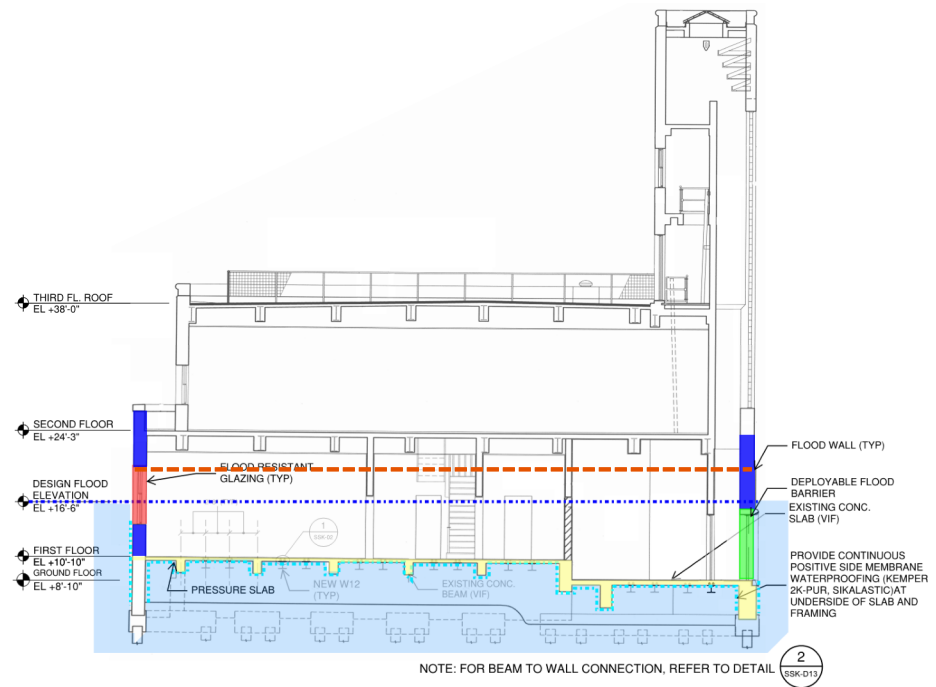 THIRD FL. ROOF
EL +38'-0"
SECOND FLOOR
EL +24'-3"
FLOOD WALL (TYP)
FLOOD RESISTANT
GLAZING (TYP)
DESIGN FLOOD
ELEVATION
EL +16'-6"
DEPLOYABLE FLOOD
BARRIER
EXISTING CONC.
SLAB (VIF)
1
SSK-02
FIRST FLOOR
EL +10'-10"
GROUND FLOOR
EL +8'-10"
PRESSURE SLAB
NEW W12
(TYP)
EXISTING CONC.
BEAM (VIF)
PROVIDE CONTINUOUS
POSITIVE SIDE MEMBRANE
WATERPROOFING (KEMPER
2K-PUR, SIKALASTIC)AT
UNDERSIDE OF SLAB AND
FRAMING
NOTE: FOR BEAM TO WALL CONNECTION, REFER TO DETAIL
2
SSK-D13